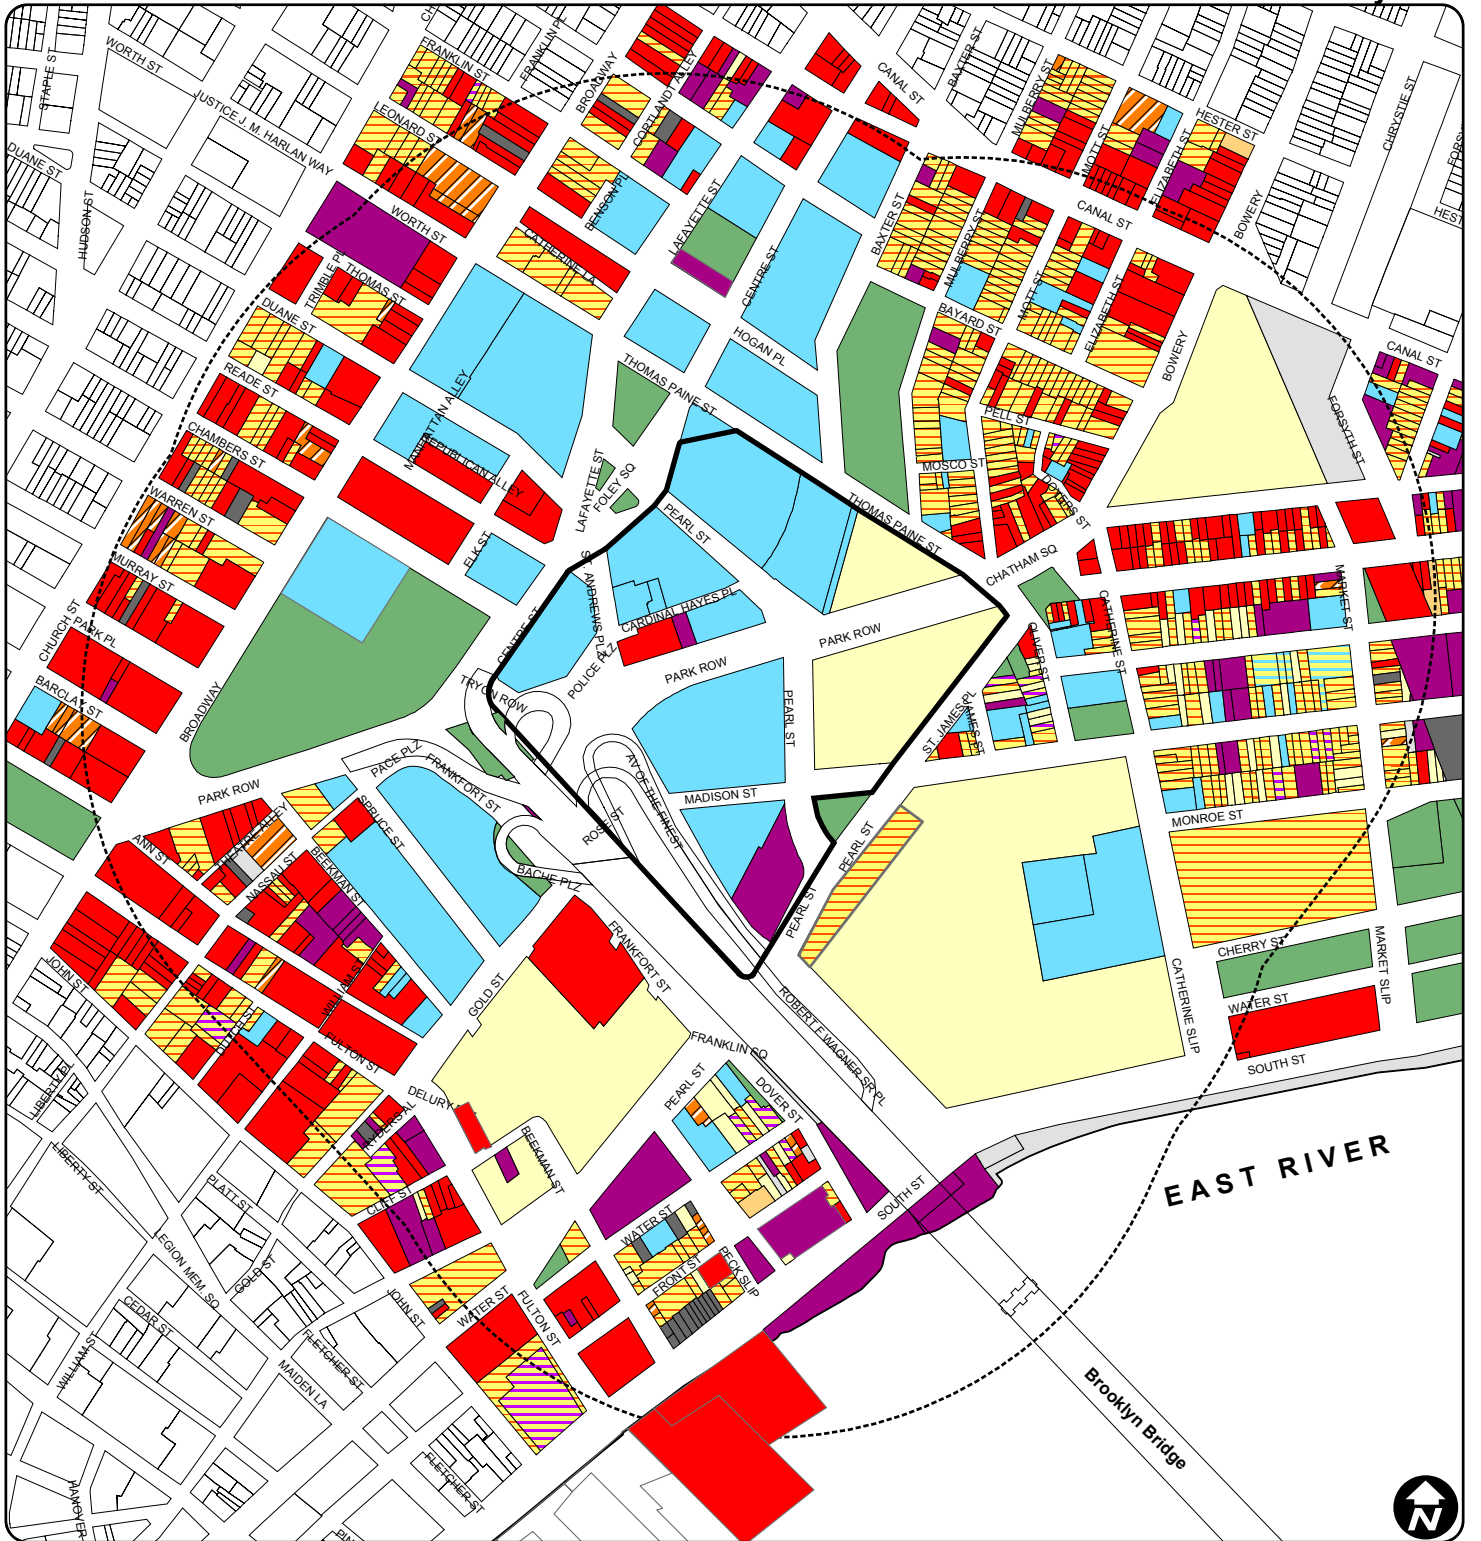 WORTH ST
STAPLE ST
FRANKLIN PL
FRANKLIN ST
BROADWAY
CORTLANDT ALLEY
CANAL ST
BAXTER ST
MULBERRY ST
HESTER ST
CHRYSTIE ST
JUSTICE J. M. HARLAN WAY
LEONARD ST
DUANE ST
HUDSON ST
MOTT ST
ELIZABETH ST
BOWERY
HEST
BENSON PL
LAFAYETTE ST
WORTH ST
CATHERINE LA
CANAL ST
BAXTER ST
MULBERRY ST
CENTRE ST
TRIMBLE PL
THOMAS ST
DUANE ST
MOTT ST
ELIZABETH ST
BAYARD ST
HOGAN PL
BOWERY
CANAL ST
READE ST
THOMAS PAINE ST
MANHATTAN ALLEY
REPUBLICAN ALLEY
PELL ST
FORSYTH ST
CHAMBERS ST
MOSCO ST
DOYERS ST
LAFAYETTE ST
FOLEY SQ
WARREN ST
PEARL ST
THOMAS PAINE ST
ELK ST
CHATHAM SQ
MURRAY ST
ST. ANDREWS PLZ
CARDINAL HAYES PL
CATHERINE ST
MARKET ST
CHURCH ST
PARK PL
CENTRE ST
POLICE PLZ
PARK ROW
OLIVER ST
BARCLAY ST
BROADWAY
TRYON ROW
PARK ROW
PEARL ST
ST. JAMES PL
JAMES ST
PACE PLZ
FRANKFORT ST
AV OF THE FINEST
MADISON ST
PARK ROW
SPRUCE ST
ROSE ST
MONROE ST
THEATRE ALLEY
ANN ST
NASSAU ST
BEEKMAN ST
BACHE PLZ
PEARL ST
PEARL ST
FRANKFORT ST
CHERRY ST
MARKET SLIP
JOHN ST
WILLIAM ST
GOLD ST
CATHERINE SLIP
WATER ST
DUTCH ST
FULTON ST
ROBERT F WAGNER SR PL
FRANKLIN SQ
SOUTH ST
LIBERTY PL
DELURY
RYDERS AL
PEARL ST
DOVER ST
LIBERTY ST
BEEKMAN ST
EAST RIVER
PLATT ST
CLIFF ST
SOUTH ST
WATER ST
LEGION MEM. SQ
GOLD ST
FRONT ST
PECK SLIP
CEDAR ST
JOHN ST
WATER ST
FULTON ST
WILLIAM ST
FLETCHER ST
MAIDEN LA
Brooklyn Bridge
FLETCHER ST
HANOVER
PIN
N